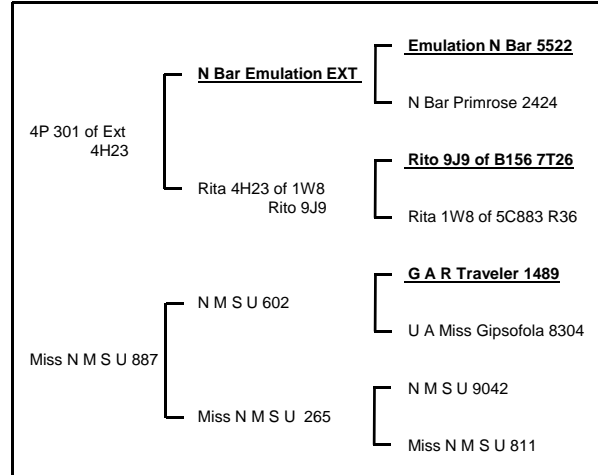 Emulation N Bar 5522
N Bar Emulation EXT
N Bar Primrose 2424
4P 301 of Ext
4H23
Rito 9J9 of B156 7T26
Rita 4H23 of 1W8
Rito 9J9
Rita 1W8 of 5C883 R36
G A R Traveler 1489
N M S U 602
U A Miss Gipsofola 8304
Miss N M S U 887
N M S U 9042
Miss N M S U 265
Miss N M S U 811